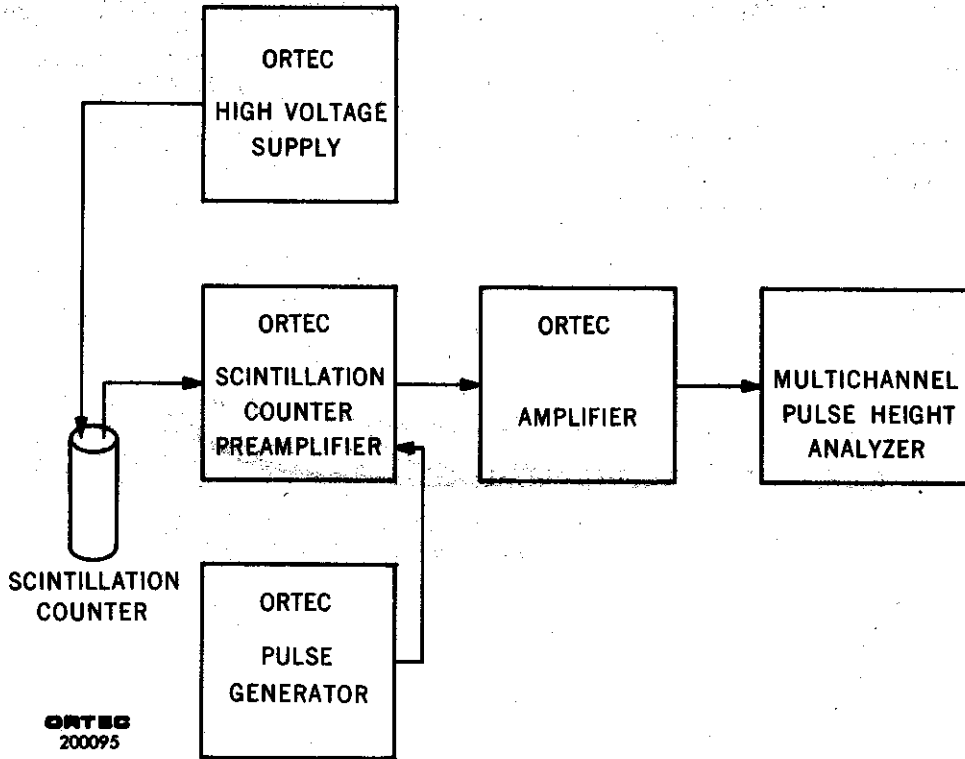 ORTEC
HIGH VOLTAGE
SUPPLY
ORTEC
SCINTILLATION
COUNTER
PREAMPLIFIER
ORTEC
AMPLIFIER
MULTICHANNEL
PULSE HEIGHT
ANALYZER
SCINTILLATION
COUNTER
ORTEC
PULSE
GENERATOR
ORTEC
200095